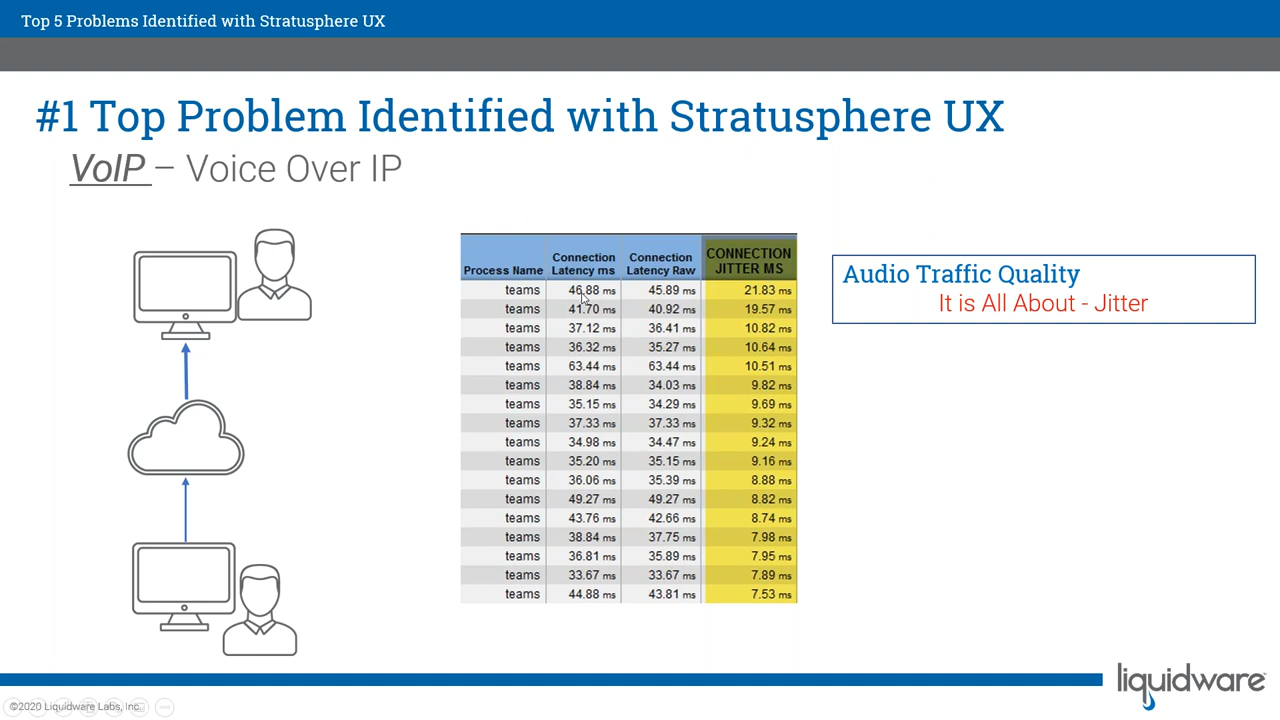 Top 5 Problems Identified with Stratusphere UX
#1 Top Problem Identified with Stratusphere UX
VoIP – Voice Over IP
Process Name Connection Latency ms Connection Latency Raw CONNECTION JITTER MS
teams 46.88 ms 45.89 ms 21.83 ms
teams 41.70 ms 40.92 ms 19.57 ms
teams 37.12 ms 36.41 ms 10.82 ms
teams 36.32 ms 35.27 ms 10.64 ms
teams 63.44 ms 63.44 ms 10.51 ms
teams 38.84 ms 34.03 ms 9.82 ms
teams 35.15 ms 34.29 ms 9.69 ms
teams 37.33 ms 37.33 ms 9.32 ms
teams 34.98 ms 34.47 ms 9.24 ms
teams 35.20 ms 35.15 ms 9.16 ms
teams 36.06 ms 35.39 ms 8.88 ms
teams 49.27 ms 49.27 ms 8.82 ms
teams 43.76 ms 42.66 ms 8.74 ms
teams 38.84 ms 37.75 ms 7.98 ms
teams 36.81 ms 35.89 ms 7.95 ms
teams 33.67 ms 33.67 ms 7.89 ms
teams 44.88 ms 43.81 ms 7.53 ms
Audio Traffic Quality
It is All About - Jitter
©2020 Liquidware Labs, Inc.
liquidware